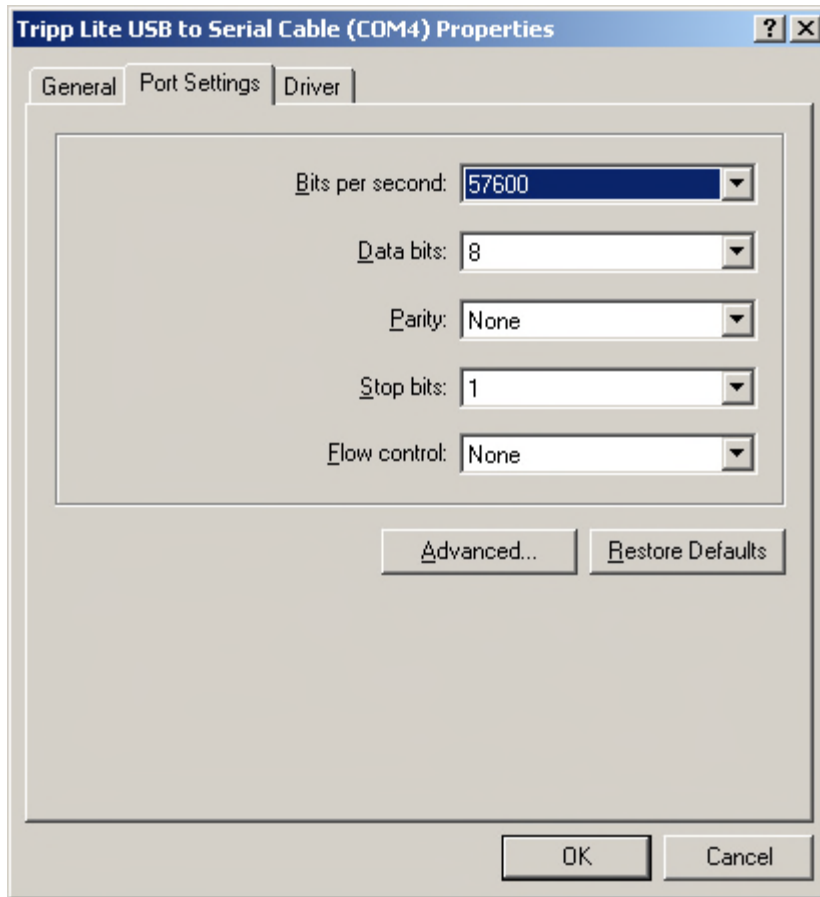 Tripp Lite USB to Serial Cable (COM4) Properties ? X
General Port Settings Driver
Bits per second: 57600
Data bits: 8
Parity: None
Stop bits: 1
Flow control: None
Advanced... Restore Defaults
OK Cancel